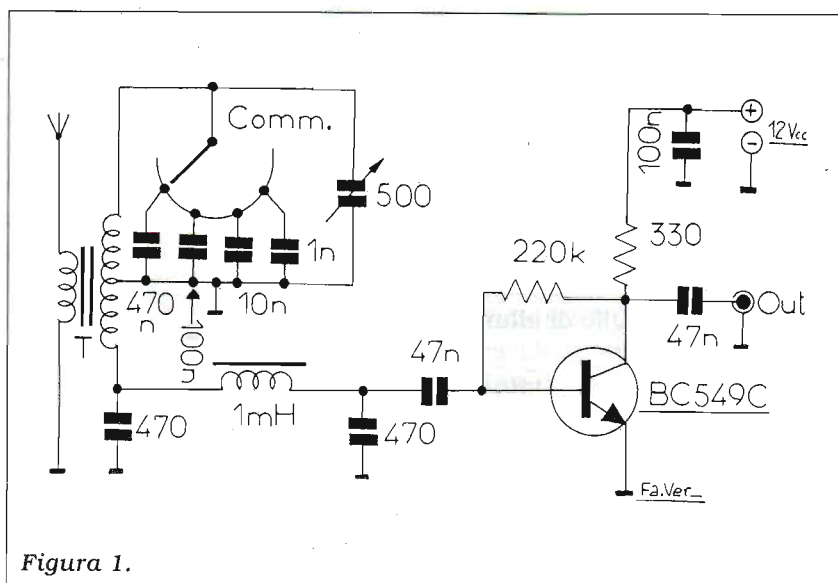 Comm.
500
100n
+
-
12Vcc
470
n
100n
10n
1n
T
220k
330
47n
Out
47n
1mH
470
470
BC549C
Fa.Ver_
Figura 1.